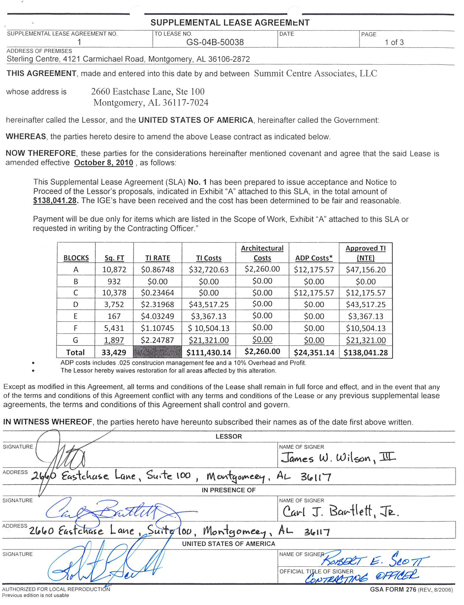 SUPPLEMENTAL LEASE AGREEMENT
SUPPLEMENTAL LEASE AGREEMENT NO. TO LEASE NO. DATE PAGE
1 GS-04B-50038 1 of 3
ADDRESS OF PREMISES
Sterling Centre, 4121 Carmichael Road, Montgomery, AL 36106-2872
THIS AGREEMENT, made and entered into this date by and between Summit Centre Associates, LLC
whose address is 2660 Eastchase Lane, Ste 100
Montgomery, AL 36117-7024
hereinafter called the Lessor, and the UNITED STATES OF AMERICA, hereinafter called the Government:
WHEREAS, the parties hereto desire to amend the above Lease contract as indicated below.
NOW THEREFORE, these parties for the considerations hereinafter mentioned covenant and agree that the said Lease is
amended effective October 8, 2010 , as follows:
This Supplemental Lease Agreement (SLA) No. 1 has been prepared to issue acceptance and Notice to
Proceed of the Lessor's proposals, indicated in Exhibit "A" attached to this SLA, in the total amount of
$138,041.28. The IGE's have been received and the cost has been determined to be fair and reasonable.
Payment will be due only for items which are listed in the Scope of Work, Exhibit "A" attached to this SLA or
requested in writing by the Contracting Officer."
Architectural Approved TI
BLOCKS Sq. FT TI RATE TI Costs Costs ADP Costs* (NTE)
A 10,872 $0.86748 $32,720.63 $2,260.00 $12,175.57 $47,156.20
B 932 $0.00 $0.00 $0.00 $0.00 $0.00
C 10,378 $0.23464 $0.00 $0.00 $12,175.57 $12,175.57
D 3,752 $2.31968 $43,517.25 $0.00 $0.00 $43,517.25
E 167 $4.03249 $3,367.13 $0.00 $0.00 $3,367.13
F 5,431 $1.10745 $ 10,504.13 $0.00 $0.00 $10,504.13
G 1,897 $2.24787 $21,321.00 $0.00 $0.00 $21,321.00
Total 33,429 $111,430.14 $2,260.00 $24,351.14 $138,041.28
• ADP costs includes .025 construcion management fee and a 10% Overhead and Profit.
• The Lessor hereby waives restoration for all areas affected by this alteration.
Except as modified in this Agreement, all terms and conditions of the Lease shall remain in full force and effect, and in the event that any
of the terms and conditions of this Agreement conflict with any terms and conditions of the Lease or any previous supplemental lease
agreements, the terms and conditions of this Agreement shall control and govern.
IN WITNESS WHEREOF, the parties hereto have hereunto subscribed their names as of the date first above written.
LESSOR
SIGNATURE NAME OF SIGNER
James W. Wilson, III
ADDRESS 2660 Eastchase Lane, Suite 100, Montgomery, AL 36117
IN PRESENCE OF
SIGNATURE NAME OF SIGNER
Carl Bartlett Carl J. Bartlett, Jr.
ADDRESS 2660 Eastchase Lane, Suite 100, Montgomery, AL 36117
UNITED STATES OF AMERICA
SIGNATURE NAME OF SIGNER ROBERT E. SCOTT
OFFICIAL TITLE OF SIGNER
CONTRACTING OFFICER
AUTHORIZED FOR LOCAL REPRODUCTION GSA FORM 276 (REV. 8/2006)
Previous edition is not usable